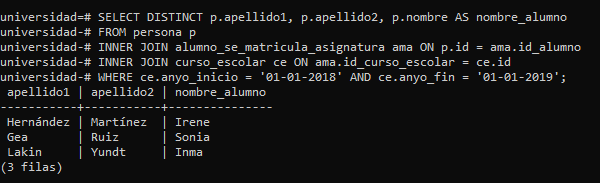 universidad=# SELECT DISTINCT p.apellido1, p.apellido2, p.nombre AS nombre_alumno
universidad-# FROM persona p
universidad-# INNER JOIN alumno_se_matricula_asignatura ama ON p.id = ama.id_alumno
universidad-# INNER JOIN curso_escolar ce ON ama.id_curso_escolar = ce.id
universidad-# WHERE ce.anyo_inicio = '01-01-2018' AND ce.anyo_fin = '01-01-2019';
 apellido1 | apellido2 | nombre_alumno
-----------+-----------+---------------
 Hernández | Martínez  | Irene
 Gea       | Ruiz      | Sonia
 Lakin     | Yundt     | Inma
(3 filas)